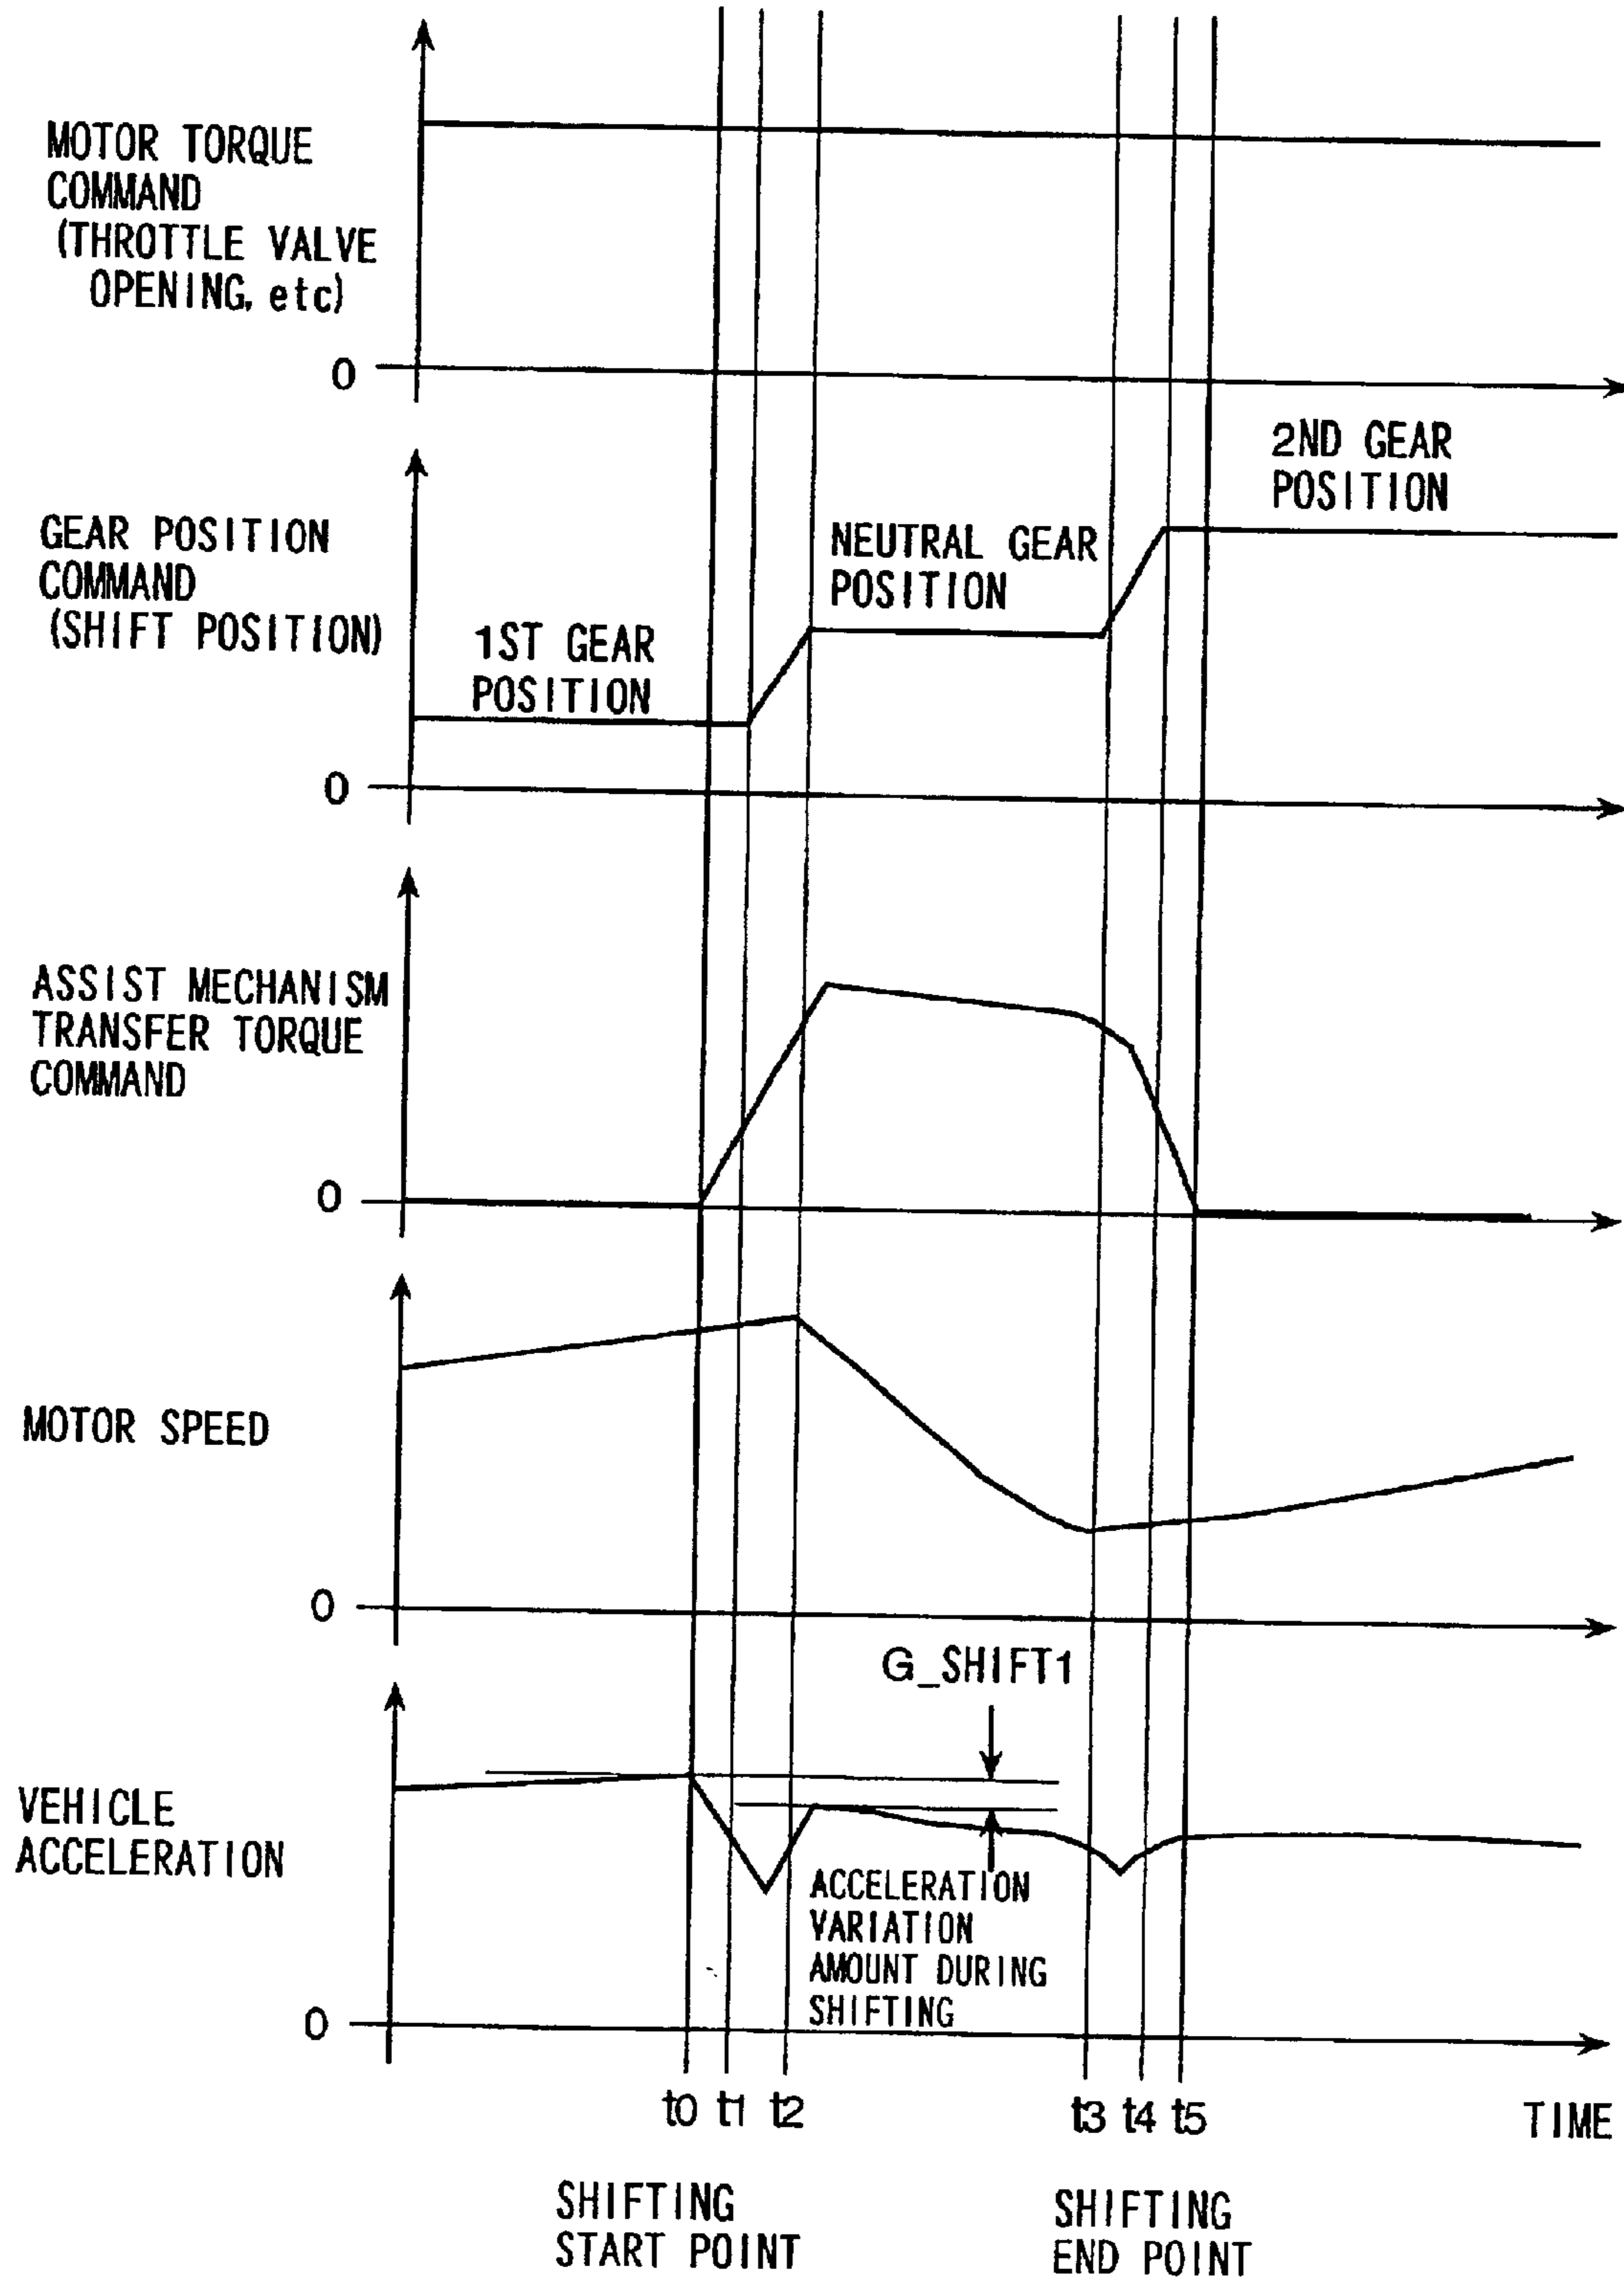 MOTOR TORQUE
COMMAND
(THROTTLE VALVE
OPENING, etc)
0
2ND GEAR
POSITION
GEAR POSITION
COMMAND
(SHIFT POSITION)
NEUTRAL GEAR
POSITION
1ST GEAR
POSITION
0
ASSIST MECHANISM
TRANSFER TORQUE
COMMAND
0
MOTOR SPEED
0
G_SHIFT1
VEHICLE
ACCELERATION
ACCELERATION
VARIATION
AMOUNT DURING
SHIFTING
0
t0 t1 t2 t3 t4 t5 TIME
SHIFTING
START POINT
SHIFTING
END POINT